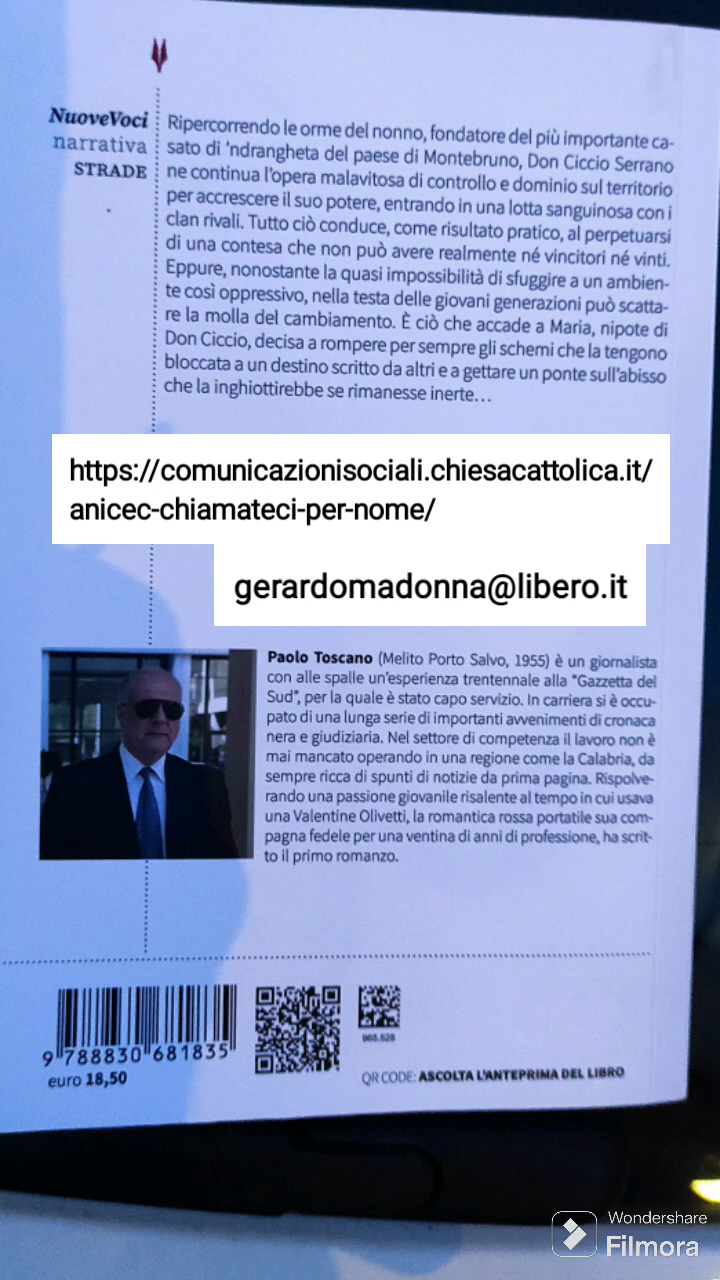 NuoveVoci
narrativa
STRADE
Ripercorrendo le orme del nonno, fondatore del più importante ca-
sato di 'ndrangheta del paese di Montebruno, Don Ciccio Serrano
ne continua l'opera malavitosa di controllo e dominio sul territorio
per accrescere il suo potere, entrando in una lotta sanguinosa con i
clan rivali. Tutto ciò conduce, come risultato pratico, al perpetuarsi
di una contesa che non può avere realmente né vincitori né vinti.
Eppure, nonostante la quasi impossibilità di sfuggire a un ambien-
te così oppressivo, nella testa delle giovani generazioni può scatta-
re la molla del cambiamento. È ciò che accade a Maria, nipote di
Don Ciccio, decisa a rompere per sempre gli schemi che la tengono
bloccata a un destino scritto da altri e a gettare un ponte sull'abisso
che la inghiottirebbe se rimanesse inerte...
https://comunicazionisociali.chiesacattolica.it/
anicec-chiamateci-per-nome/
gerardomadonna@libero.it
Paolo Toscano (Melito Porto Salvo, 1955) è un giornalista
con alle spalle un'esperienza trentennale alla "Gazzetta del
Sud", per la quale è stato capo servizio. In carriera si è occu-
pato di una lunga serie di importanti avvenimenti di cronaca
nera e giudiziaria. Nel settore di competenza il lavoro non è
mai mancato operando in una regione come la Calabria, da
sempre ricca di spunti di notizie da prima pagina. Rispolve-
rando una passione giovanile risalente al tempo in cui usava
una Valentine Olivetti, la romantica rossa portatile sua com-
pagna fedele per una ventina di anni di professione, ha scrit-
to il primo romanzo.
9 788830 681835
euro 18,50
QR CODE: ASCOLTA L'ANTEPRIMA DEL LIBRO
Wondershare
Filmora